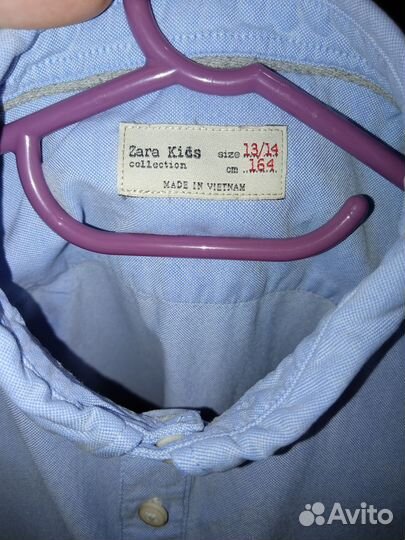 Zara Kids size 13/14
collection cm 164
MADE IN VIETNAM
Avito